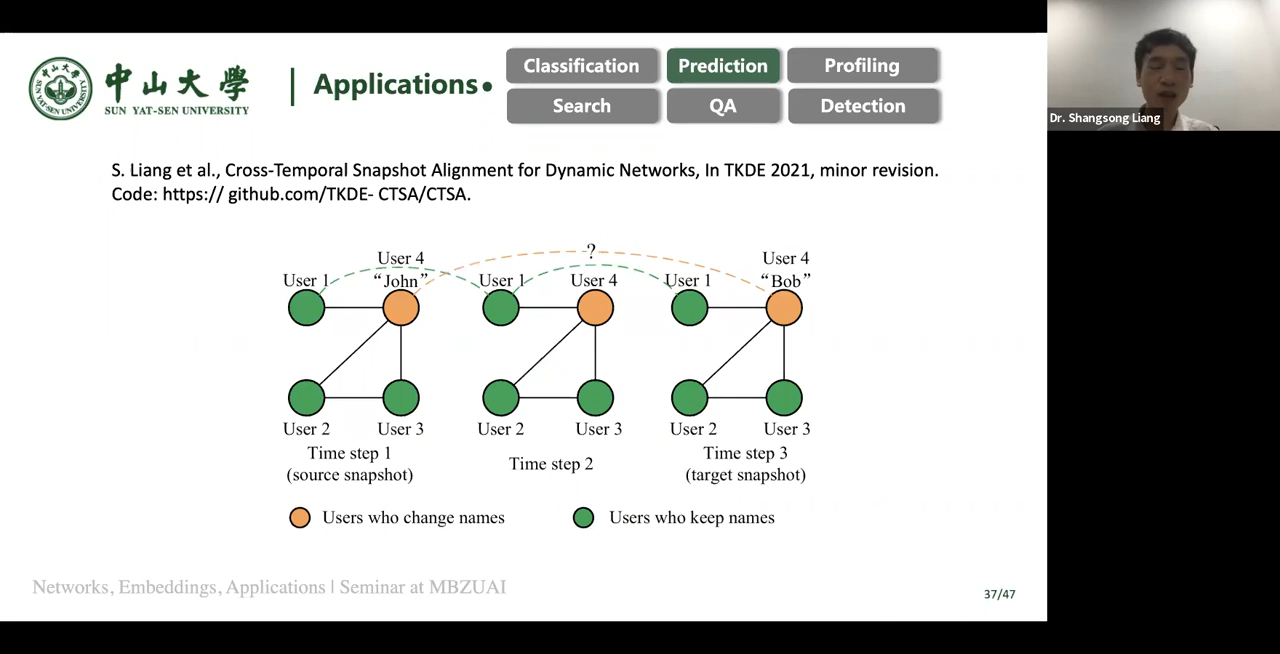 中山大學
SUN YAT-SEN UNIVERSITY
Applications
Classification
Prediction
Profiling
Search
QA
Detection
Dr. Shangsong Liang
S. Liang et al., Cross-Temporal Snapshot Alignment for Dynamic Networks, In TKDE 2021, minor revision.
Code: https:// github.com/TKDE- CTSA/CTSA.
?
User 4
User 4
User 1
“John”
User 1
User 4
User 1
“Bob”
User 2
User 3
User 2
User 3
User 2
User 3
Time step 1
(source snapshot)
Time step 2
Time step 3
(target snapshot)
Users who change names
Users who keep names
Networks, Embeddings, Applications | Seminar at MBZUAI
37/47